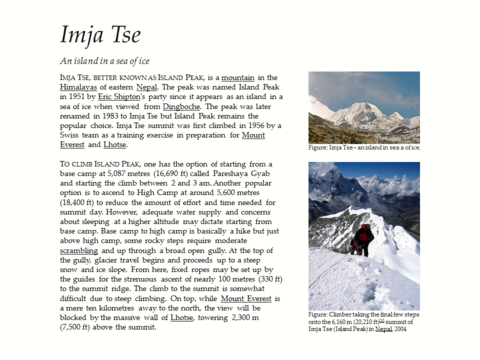 Imja Tse
An island in a sea of ice
IMJA TSE, BETTER KNOWN AS ISLAND PEAK, is a mountain in the
Himalayas of eastern Nepal. The peak was named Island Peak
in 1951 by Eric Shipton's party since it appears as an island in a
sea of ice when viewed from Dingboche. The peak was later
renamed in 1983 to Imja Tse but Island Peak remains the
popular choice. Imja Tse summit was first climbed in 1956 by a
Swiss team as a training exercise in preparation for Mount
Everest and Lhotse.
TO CLIMB ISLAND PEAK, one has the option of starting from a
base camp at 5,087 metres (16,690 ft) called Pareshaya Gyab
and starting the climb between 2 and 3 am. Another popular
option is to ascend to High Camp at around 5,600 metres
(18,400 ft) to reduce the amount of effort and time needed for
summit day. However, adequate water supply and concerns
about sleeping at a higher altitude may dictate starting from
base camp. Base camp to high camp is basically a hike but just
above high camp, some rocky steps require moderate
scrambling and up through a broad open gully. At the top of
the gully, glacier travel begins and proceeds up to a steep
snow and ice slope. From here, fixed ropes may be set up by
the guides for the strenuous ascent of nearly 100 metres (330 ft)
to the summit ridge. The climb to the summit is somewhat
difficult due to steep climbing. On top, while Mount Everest is
a mere ten kilometres away to the north, the view will be
blocked by the massive wall of Lhotse, towering 2,300 m
(7,500 ft) above the summit.
Figure: Imja Tse– an island in sea a of ice.
Figure: Climber taking the final few steps
onto the 6,160 m (20,210 ft) summit of
Imja Tse (Island Peak) in Nepal, 2004